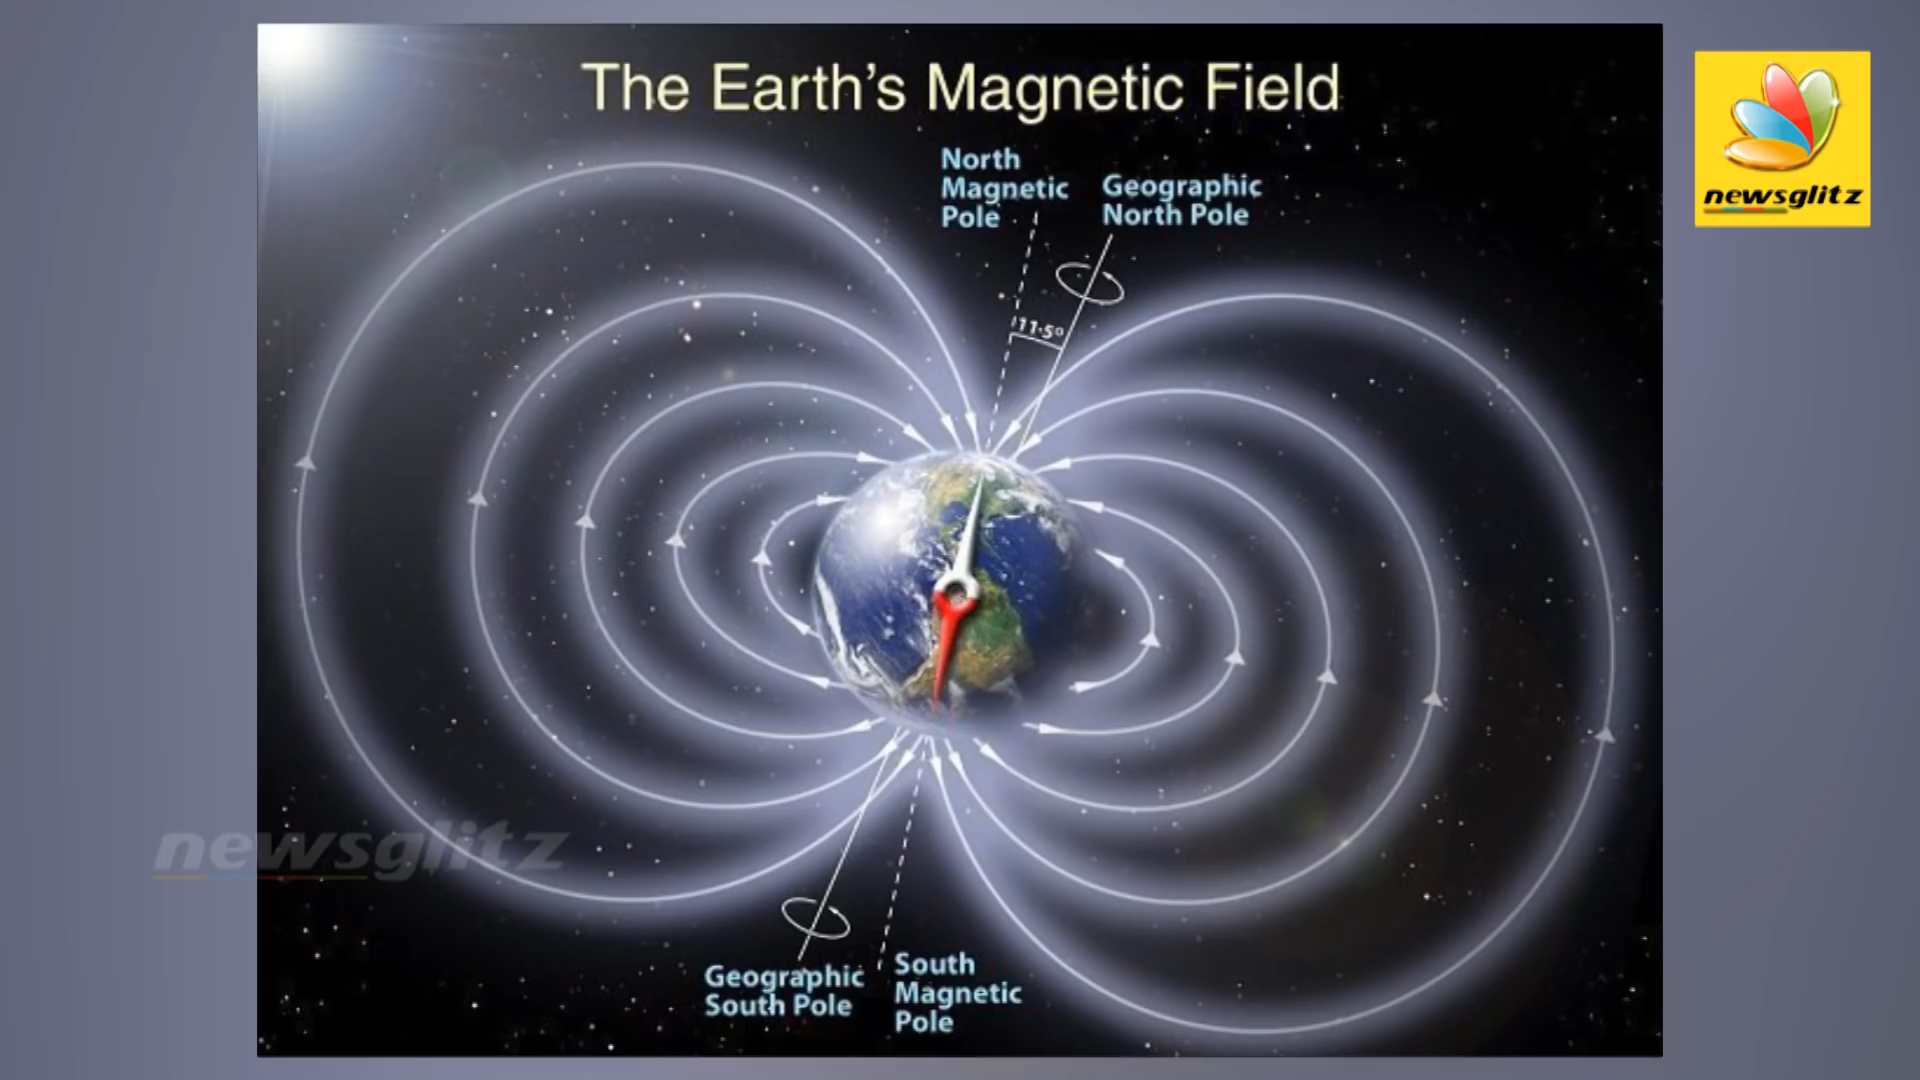 The Earth's Magnetic Field
North
Magnetic
Pole
Geographic
North Pole
11·5º
newsglitz
newsglitz
Geographic
South Pole
South
Magnetic
Pole